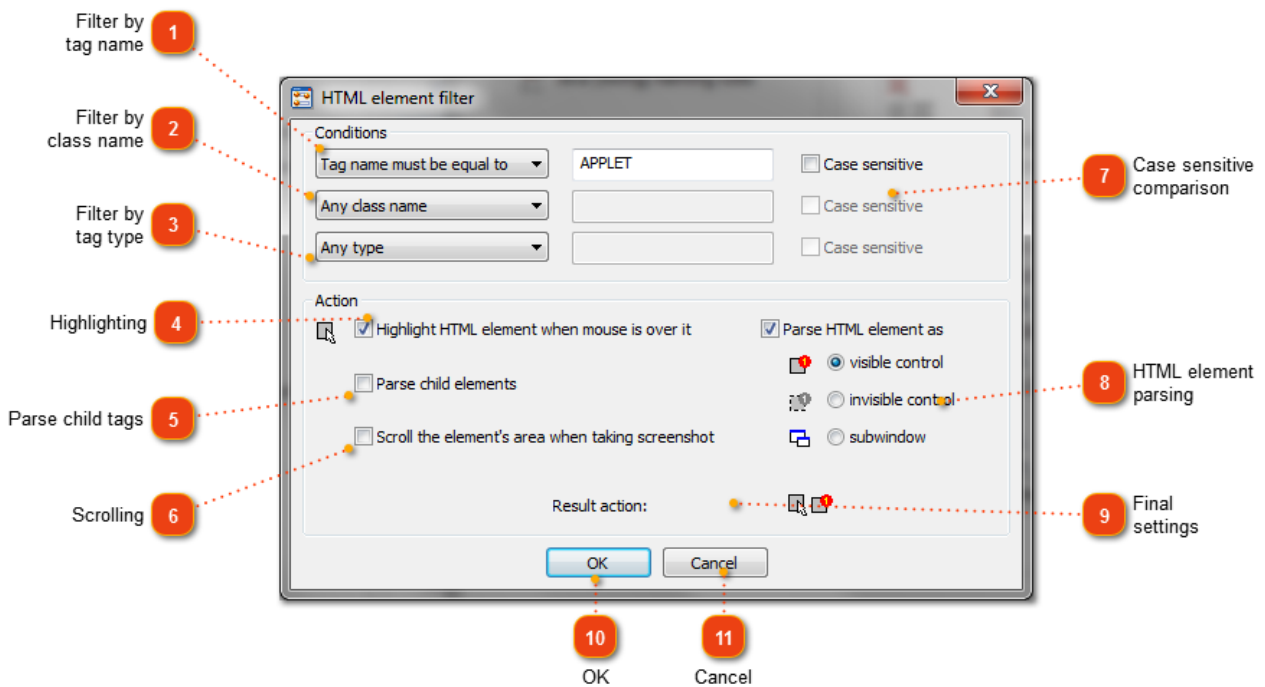 Filter by
tag name
1
HTML element filter
Filter by
class name
2
Conditions
Tag name must be equal to
APPLET
Case sensitive
7
Case sensitive
comparison
Any class name
Case sensitive
Filter by
tag type
3
Any type
Case sensitive
Action
Highlighting
4
Highlight HTML element when mouse is over it
Parse HTML element as
1
visible control
Parse child elements
8
HTML element
parsing
invisible control
Parse child tags
5
Scroll the element's area when taking screenshot
subwindow
Scrolling
6
Result action:
1
9
Final
settings
OK
Cancel
10
11
OK
Cancel